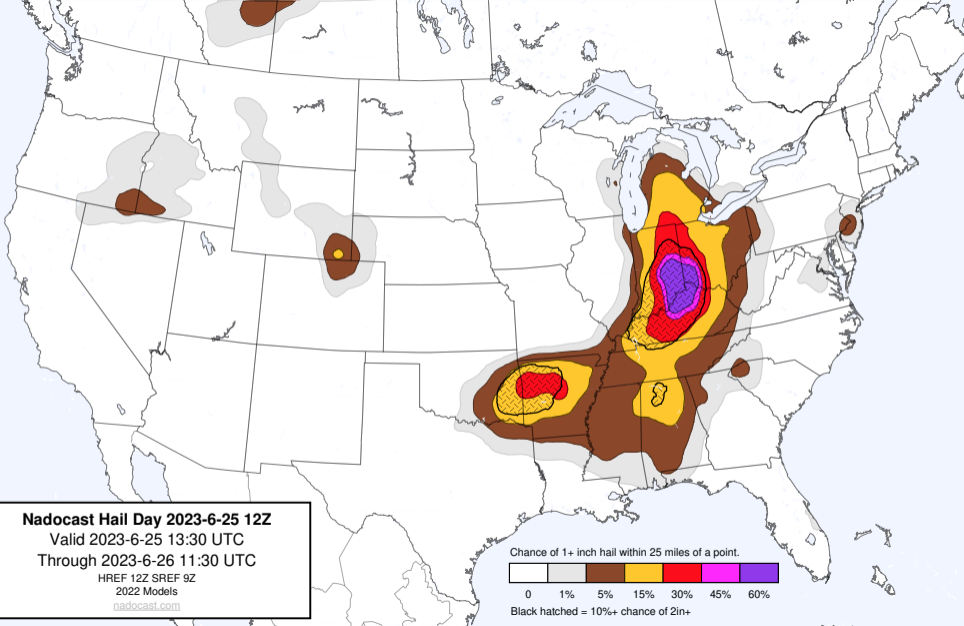 Nadocast Hail Day 2023-6-25 12Z
Valid 2023-6-25 13:30 UTC
Through 2023-6-26 11:30 UTC
HREF 12Z SREF 9Z
2022 Models
nadocast.com
Chance of 1+ inch hail within 25 miles of a point.
0 1% 5% 15% 30% 45% 60%
Black hatched = 10%+ chance of 2in+